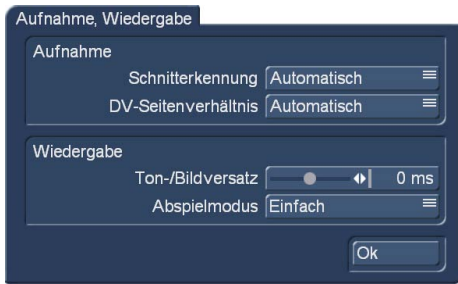 Aufnahme, Wiedergabe
Aufnahme
Schnitterkennung Automatisch
DV-Seitenverhältnis Automatisch
Wiedergabe
Ton-/Bildversatz 0 ms
Abspielmodus Einfach
Ok